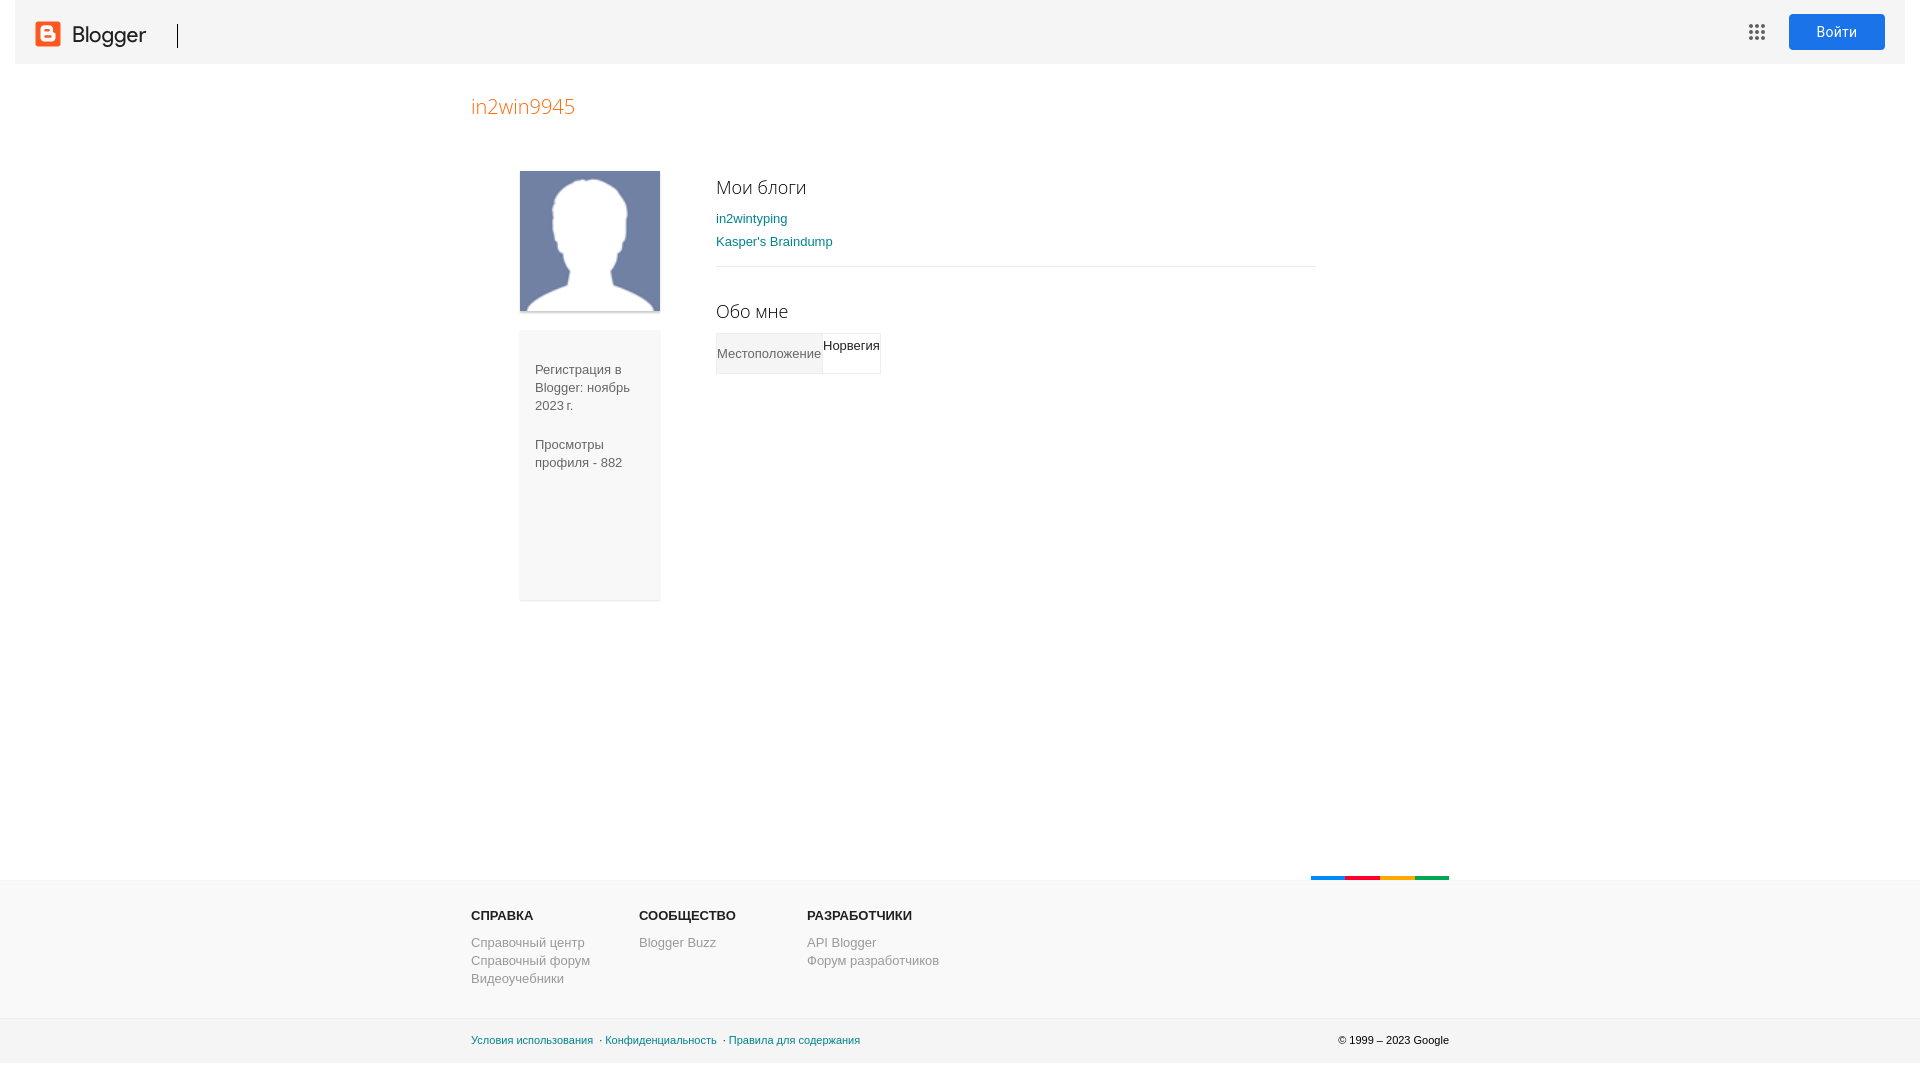 Blogger
Войти
in2win9945
Мои блоги
in2wintyping
Kasper's Braindump
Обо мне
Местоположение Норвегия
Регистрация в
Blogger: ноябрь
2023 г.
Просмотры
профиля - 882
СПРАВКА
Справочный центр
Справочный форум
Видеоучебники
СООБЩЕСТВО
Blogger Buzz
РАЗРАБОТЧИКИ
API Blogger
Форум разработчиков
Условия использования · Конфиденциальность · Правила для содержания
© 1999 – 2023 Google